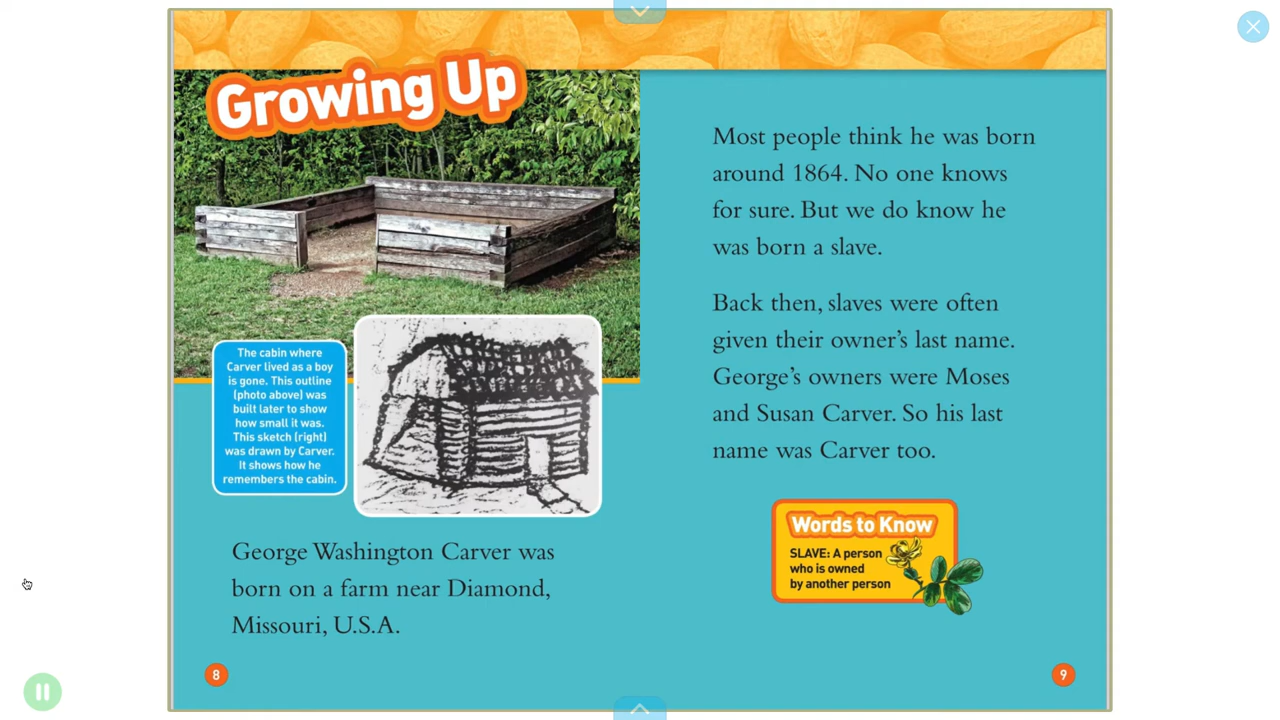 Growing Up
The cabin where
Carver lived as a boy
is gone. This outline
(photo above) was
built later to show
how small it was.
This sketch (right)
was drawn by Carver.
It shows how he
remembers the cabin.
George Washington Carver was
born on a farm near Diamond,
Missouri, U.S.A.
8
Most people think he was born
around 1864. No one knows
for sure. But we do know he
was born a slave.
Back then, slaves were often
given their owner's last name.
George's owners were Moses
and Susan Carver. So his last
name was Carver too.
Words to Know
SLAVE: A person
who is owned
by another person
9